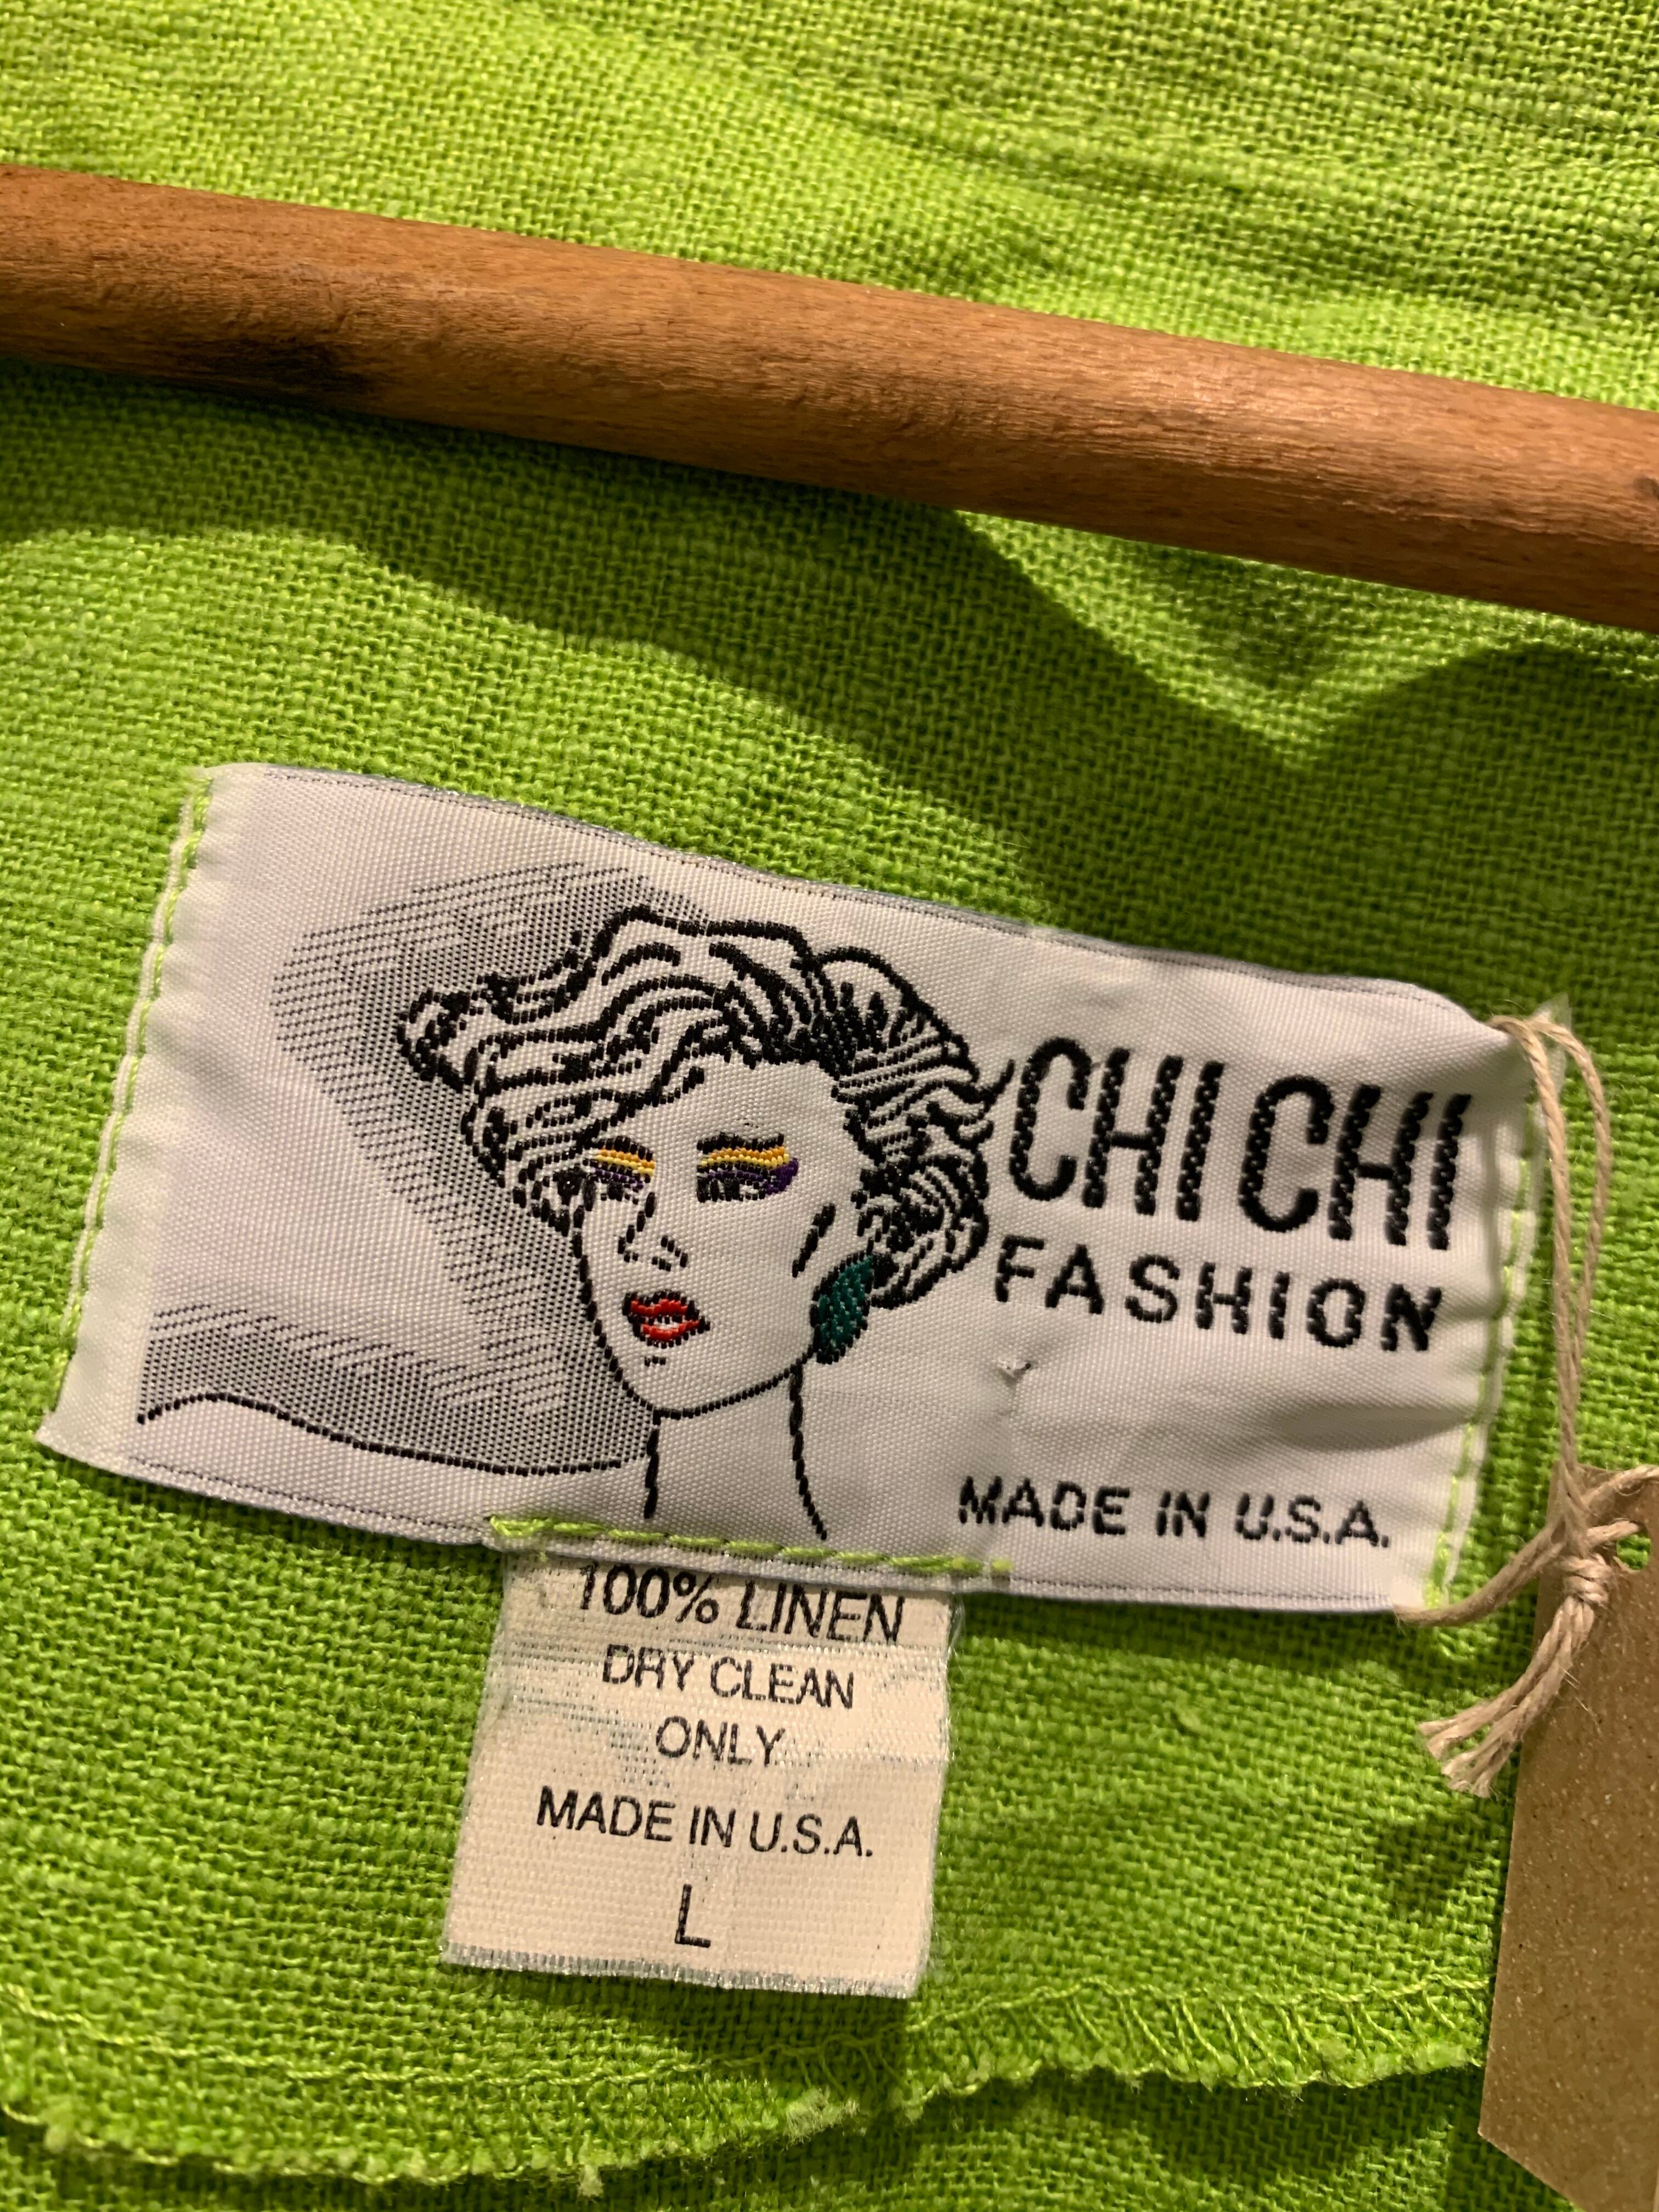 CHI CHI
FASHION
MADE IN U.S.A.
100% LINEN
DRY CLEAN
ONLY
MADE IN U.S.A.
L